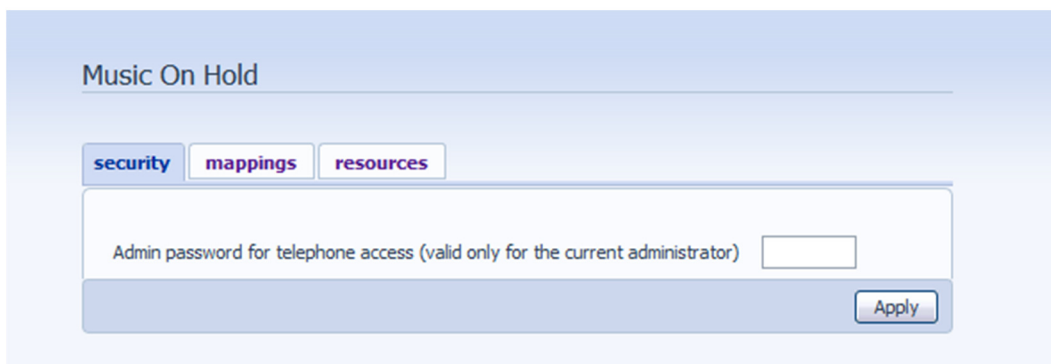 Music On Hold
security mappings resources
Admin password for telephone access (valid only for the current administrator)
Apply